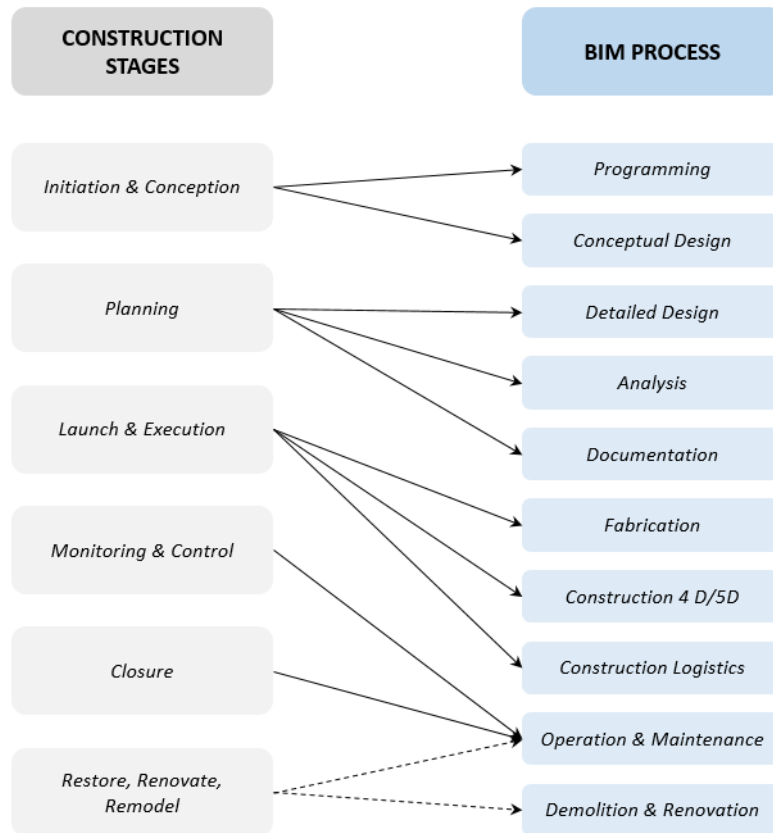 CONSTRUCTION
STAGES
BIM PROCESS
Initiation & Conception
Planning
Launch & Execution
Monitoring & Control
Closure
Restore, Renovate,
Remodel
Programming
Conceptual Design
Detailed Design
Analysis
Documentation
Fabrication
Construction 4 D/5D
Construction Logistics
Operation & Maintenance
Demolition & Renovation